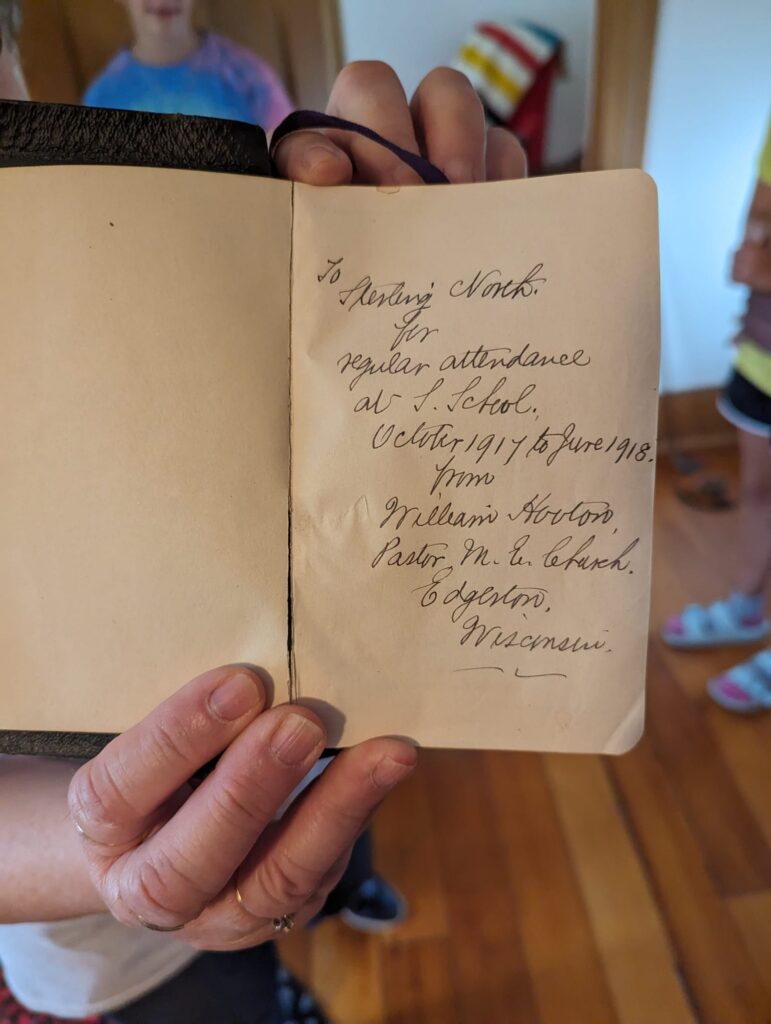 To
Sterling North.
for
regular attendance
at S. School,
October 1917 to June 1918.
from
William Hooton,
Pastor M. E. Church.
Edgerton,
Wisconsin.